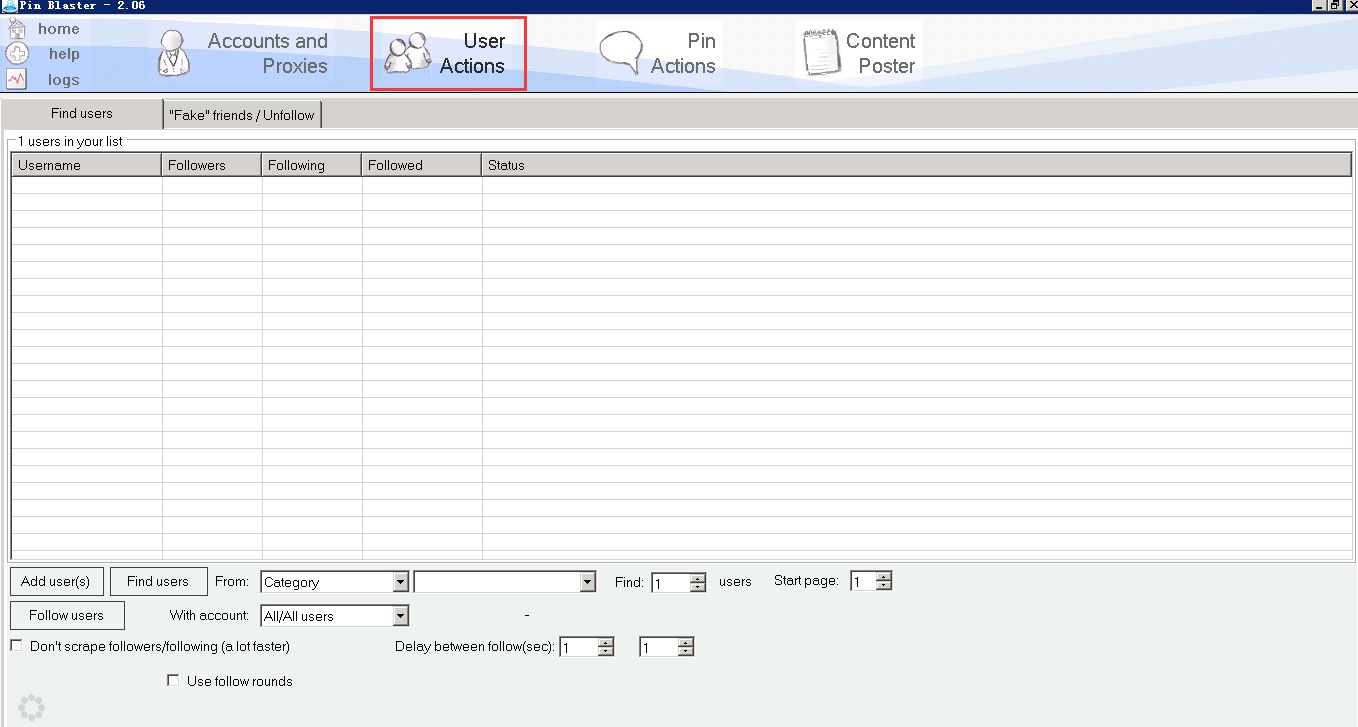 Pin Blaster - 2.06
home
help
logs
Accounts and
Proxies
User
Actions
Pin
Actions
Content
Poster
Find users
"Fake" friends / Unfollow
1 users in your list
Username Followers Following Followed Status
Add user(s) Find users From: Category Find: 1 users Start page: 1
Follow users With account: All/All users -
Don't scrape followers/following (a lot faster) Delay between follow(sec): 1 1
Use follow rounds